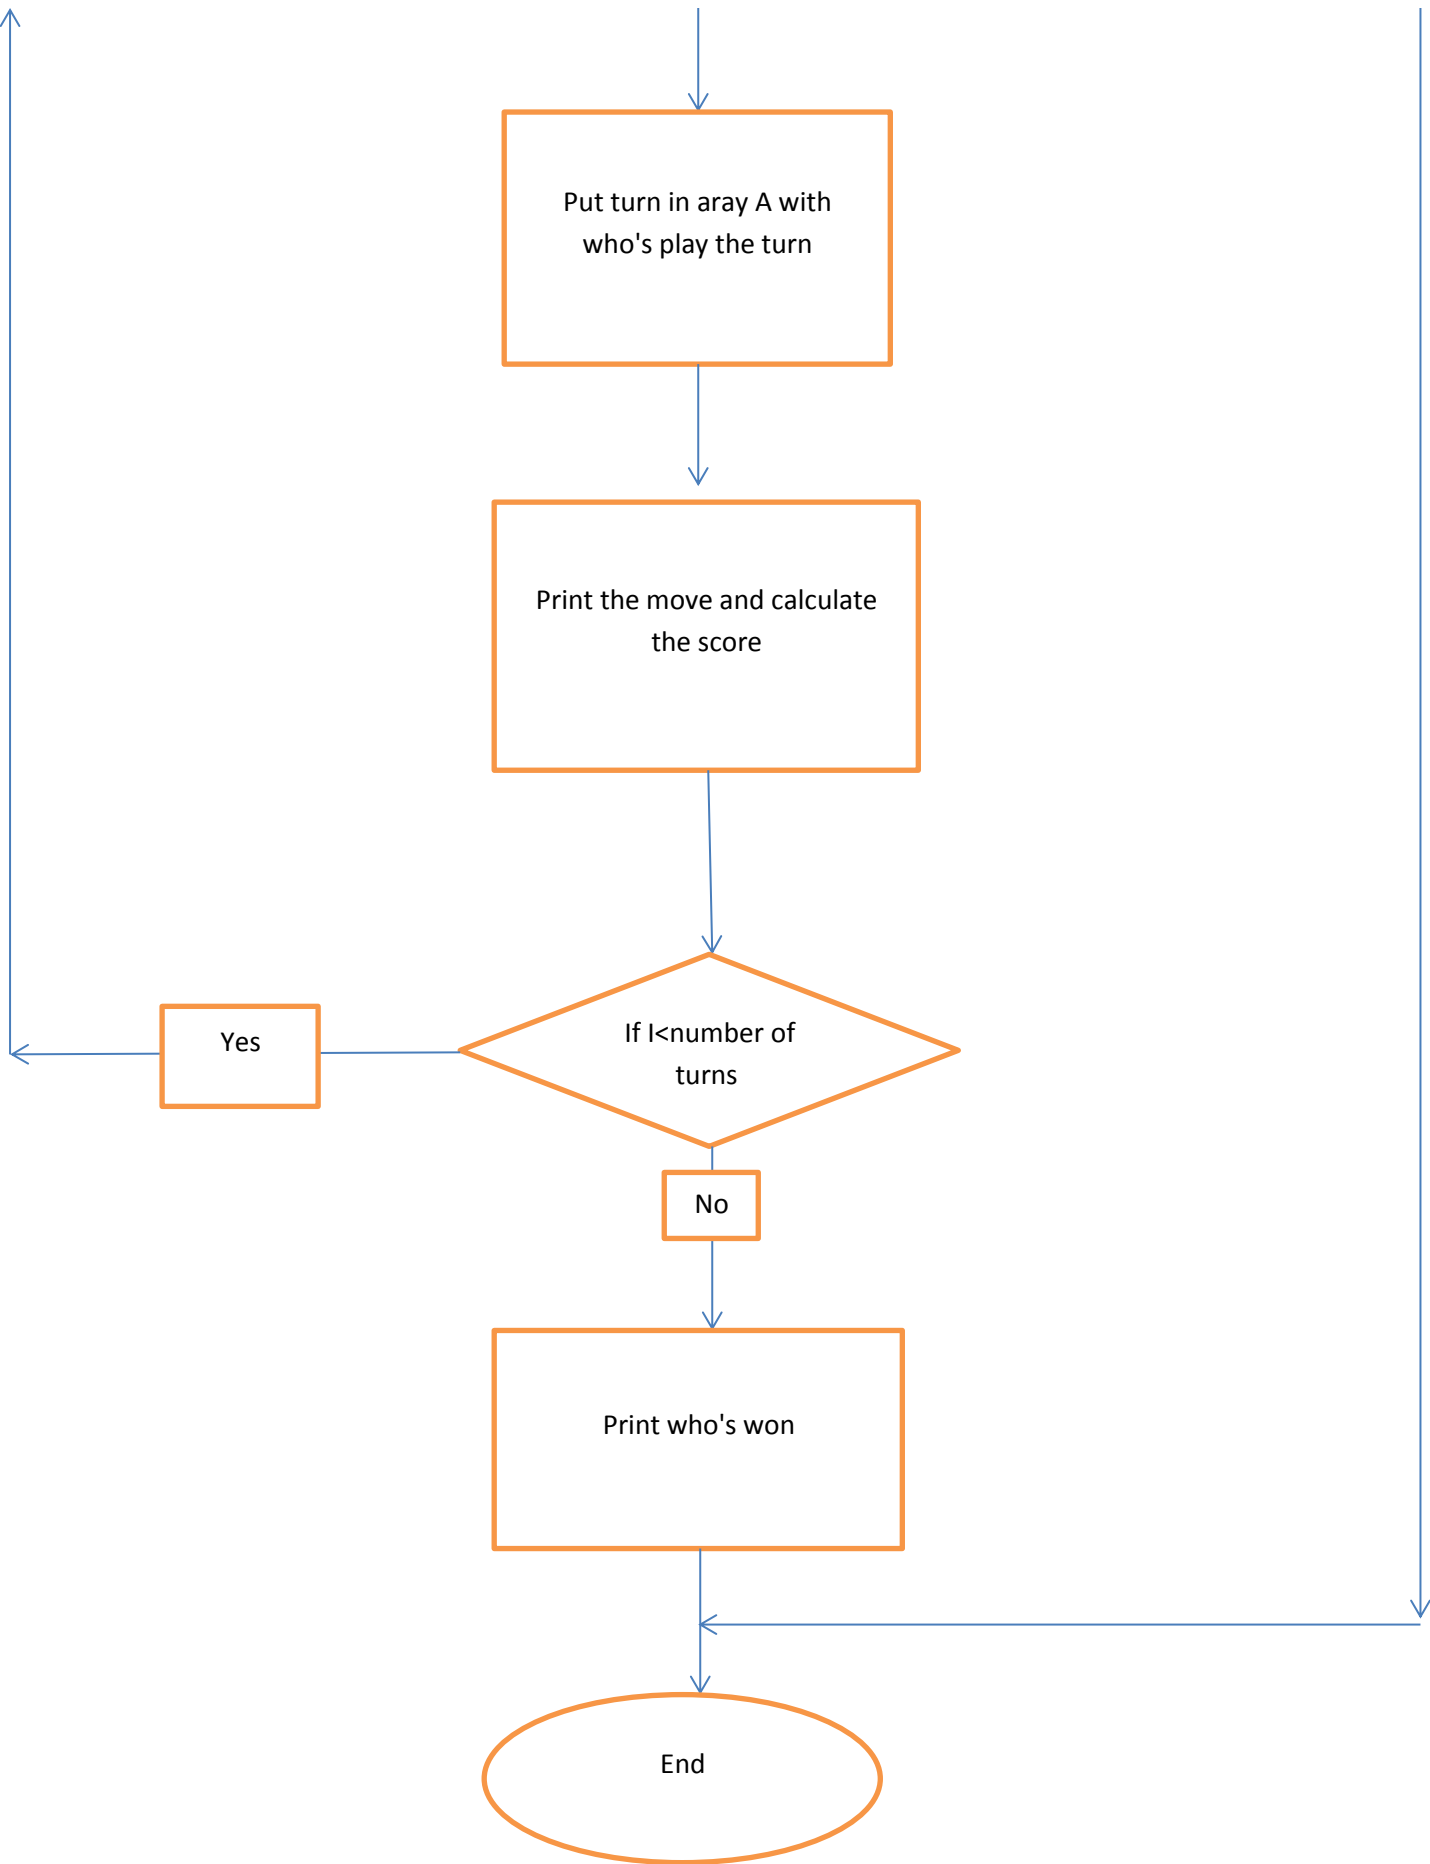 Put turn in aray A with
who's play the turn
Print the move and calculate
the score
If I<number of
turns
Yes
No
Print who's won
End